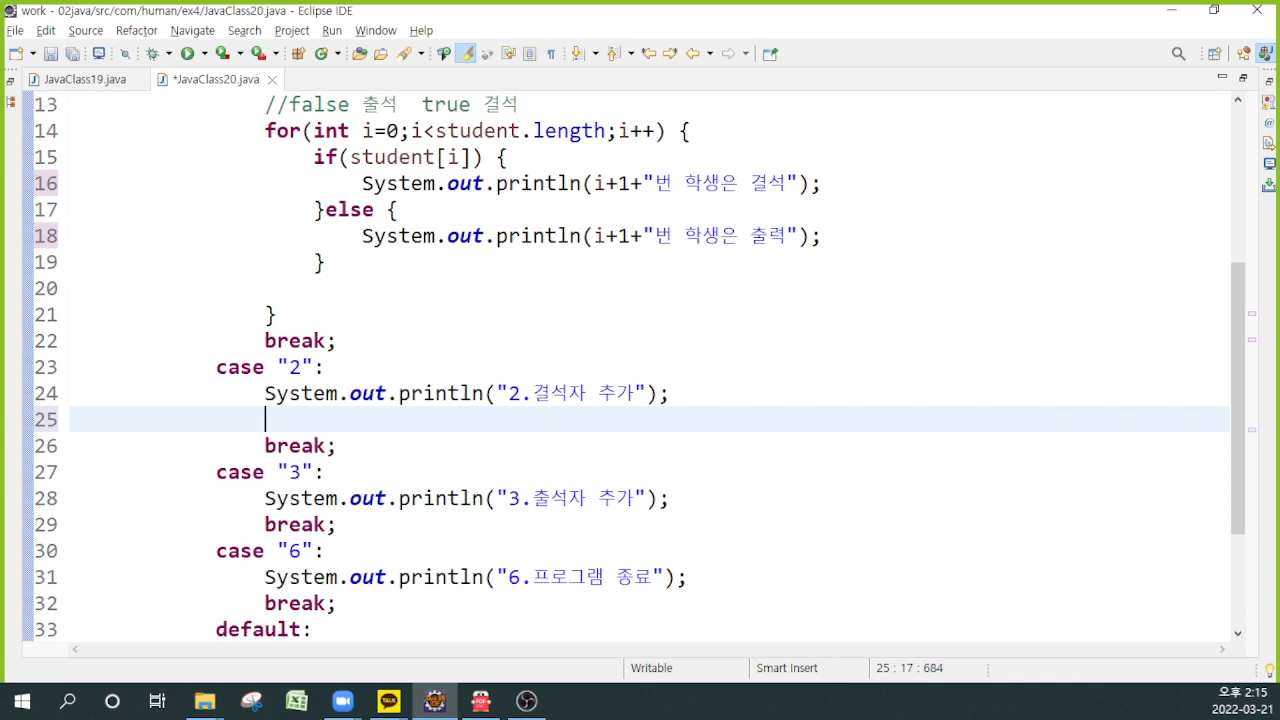 work - 02java/src/com/human/ex4/JavaClass20.java - Eclipse IDE
File Edit Source Refactor Navigate Search Project Run Window Help
JavaClass19.java *JavaClass20.java
13 //false 출석 true 결석
14 for(int i=0;i<student.length;i++) {
15 if(student[i]) {
16 System.out.println(i+1+"번 학생은 결석");
17 }else {
18 System.out.println(i+1+"번 학생은 출력");
19 }
20
21 }
22 break;
23 case "2":
24 System.out.println("2.결석자 추가");
25
26 break;
27 case "3":
28 System.out.println("3.출석자 추가");
29 break;
30 case "6":
31 System.out.println("6.프로그램 종료");
32 break;
33 default:
Writable Smart Insert 25 : 17 : 684
TALK
PDF
오후 2:15
2022-03-21